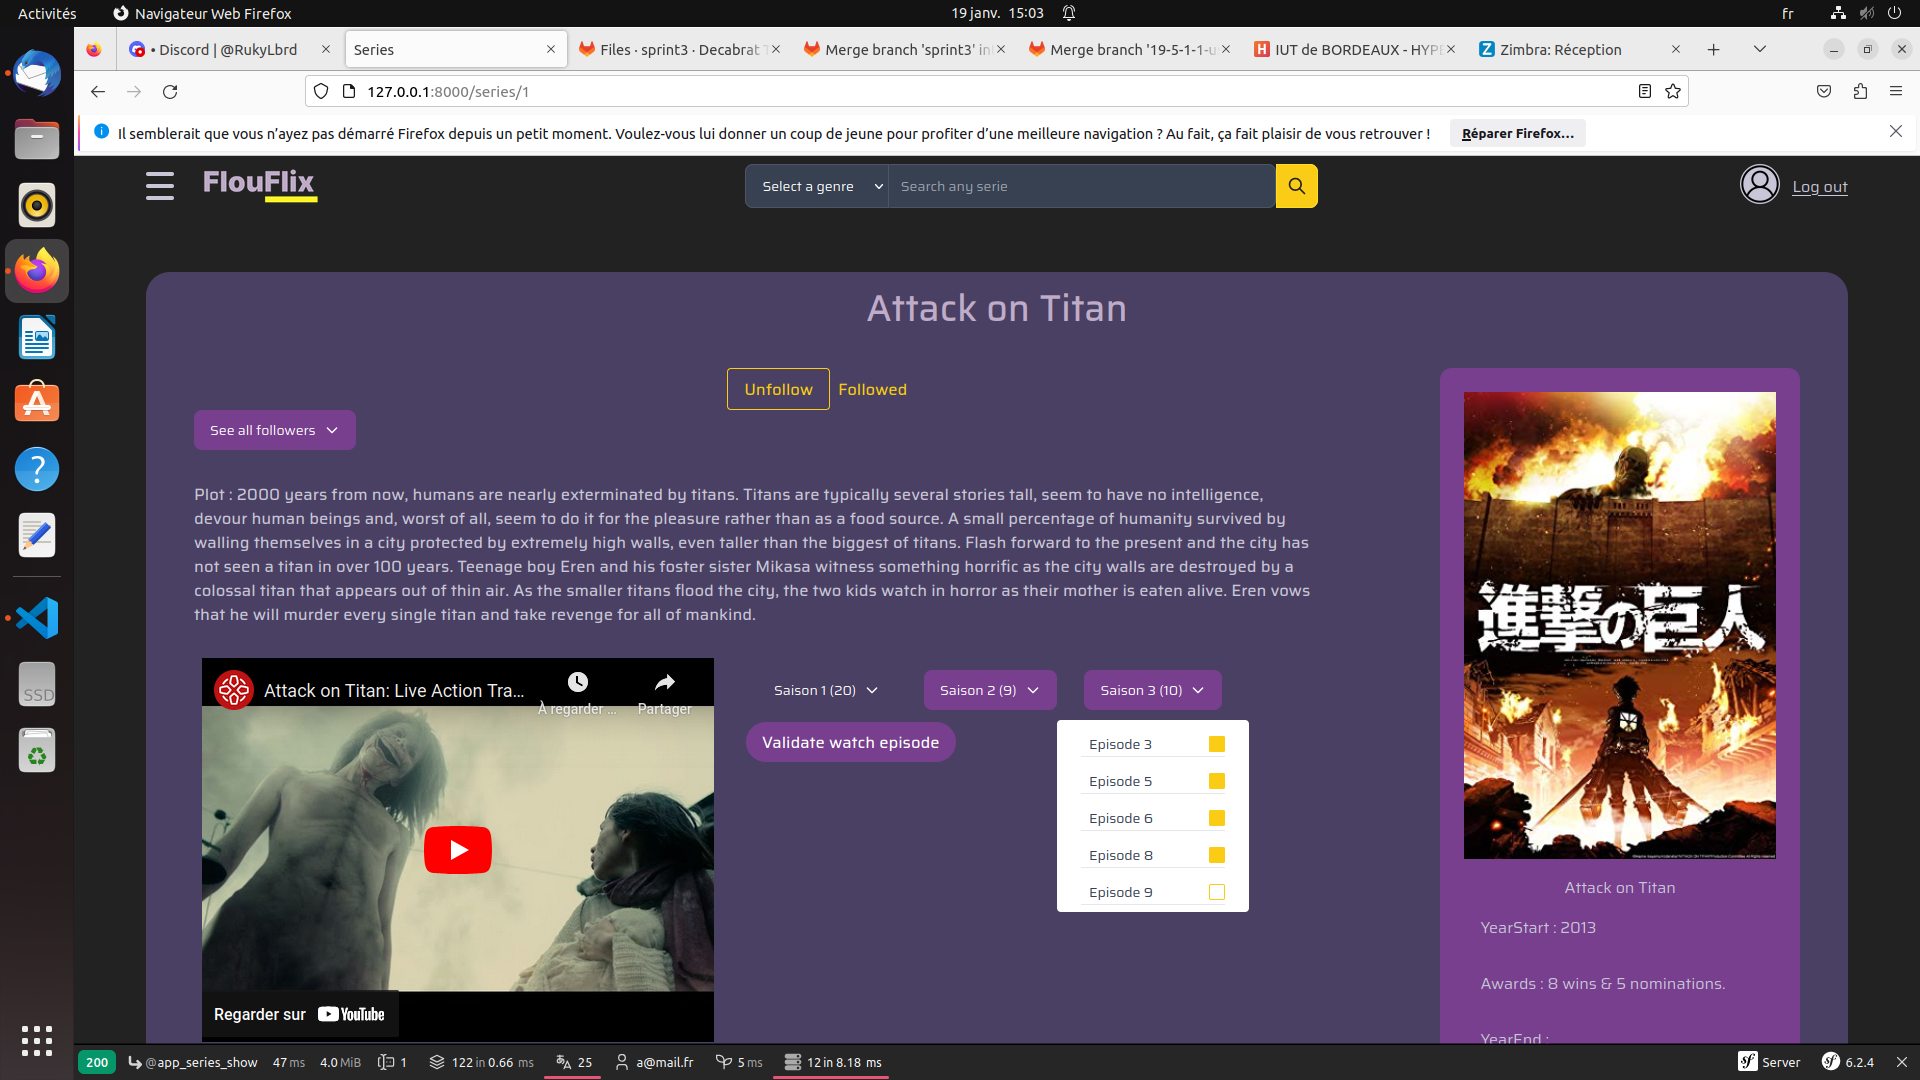 Activités
Navigateur Web Firefox
19 janv. 15:03
fr
• Discord | @RukyLbrd
Series
Files · sprint3 · Decabrat T
Merge branch 'sprint3' in
Merge branch '19-5-1-1-u
IUT de BORDEAUX - HYPE
Zimbra: Réception
127.0.0.1:8000/series/1
Il semblerait que vous n’ayez pas démarré Firefox depuis un petit moment. Voulez-vous lui donner un coup de jeune pour profiter d’une meilleure navigation ? Au fait, ça fait plaisir de vous retrouver !
Réparer Firefox…
FlouFlix
Select a genre
Search any serie
Log out
Attack on Titan
Unfollow
Followed
See all followers
Plot : 2000 years from now, humans are nearly exterminated by titans. Titans are typically several stories tall, seem to have no intelligence,
devour human beings and, worst of all, seem to do it for the pleasure rather than as a food source. A small percentage of humanity survived by
walling themselves in a city protected by extremely high walls, even taller than the biggest of titans. Flash forward to the present and the city has
not seen a titan in over 100 years. Teenage boy Eren and his foster sister Mikasa witness something horrific as the city walls are destroyed by a
colossal titan that appears out of thin air. As the smaller titans flood the city, the two kids watch in horror as their mother is eaten alive. Eren vows
that he will murder every single titan and take revenge for all of mankind.
Attack on Titan: Live Action Tra...
À regarder ...
Partager
Regarder sur YouTube
Saison 1 (20)
Saison 2 (9)
Saison 3 (10)
Validate watch episode
Episode 3
Episode 5
Episode 6
Episode 8
Episode 9
進撃の巨人
Attack on Titan
YearStart : 2013
Awards : 8 wins & 5 nominations.
YearEnd :
SSD
200
@app_series_show
47 ms
4.0 MiB
1
122 in 0.66 ms
25
a@mail.fr
5 ms
12 in 8.18 ms
Server
6.2.4